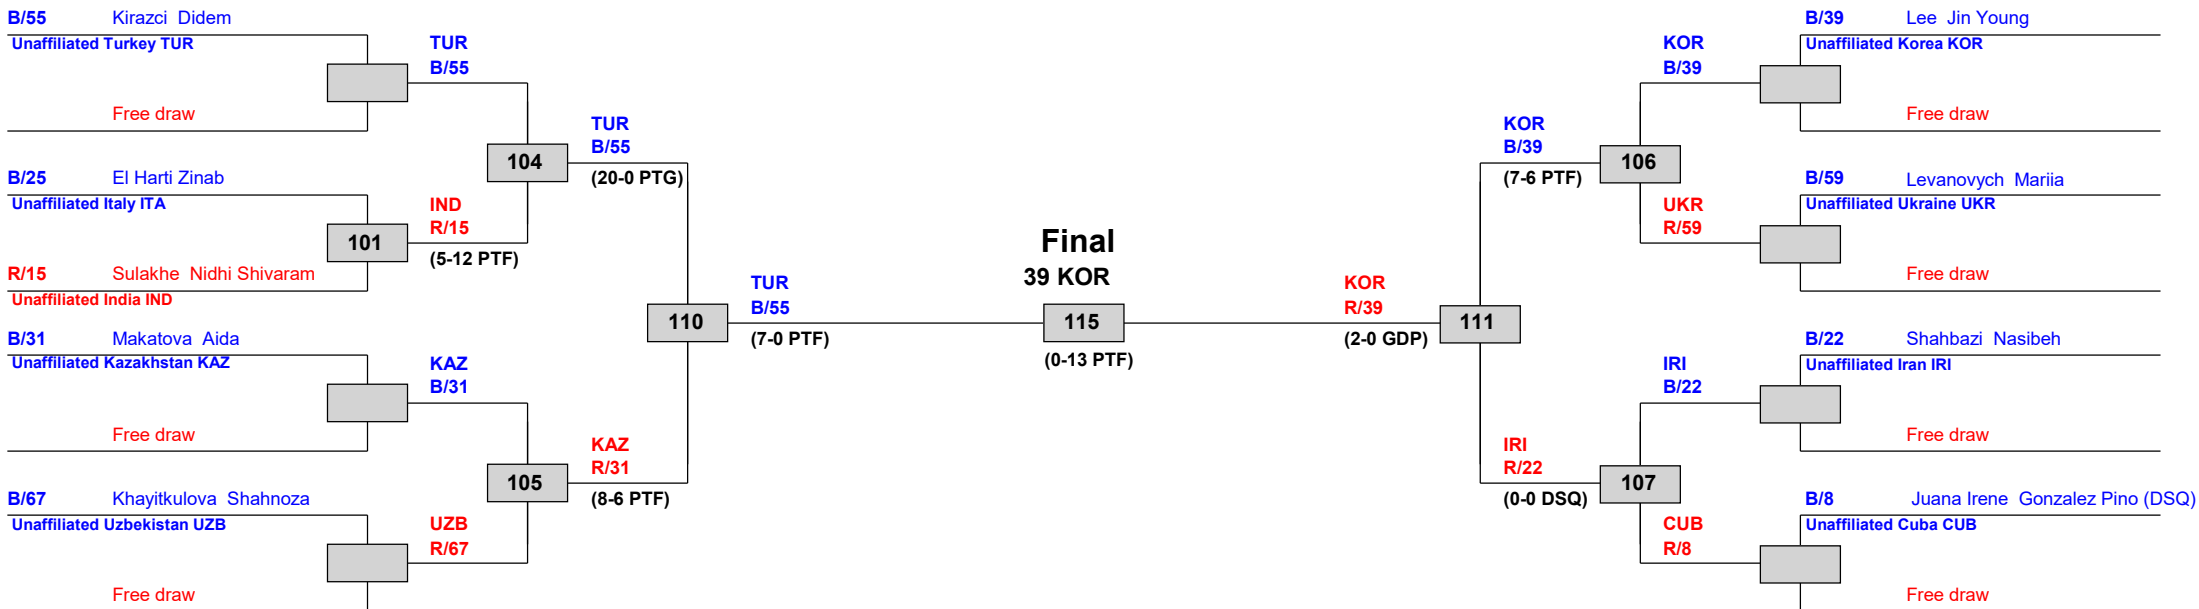 B/55 Kirazci Didem
Unaffiliated Turkey TUR
Free draw
TUR
B/55
B/25 El Harti Zinab
Unaffiliated Italy ITA
101
R/15 Sulakhe Nidhi Shivaram
Unaffiliated India IND
IND
R/15
(5-12 PTF)
104
TUR
B/55
(20-0 PTG)
B/31 Makatova Aida
Unaffiliated Kazakhstan KAZ
Free draw
KAZ
B/31
B/67 Khayitkulova Shahnoza
Unaffiliated Uzbekistan UZB
Free draw
UZB
R/67
105
KAZ
R/31
(8-6 PTF)
110
TUR
B/55
(7-0 PTF)
Final
39 KOR
115
(0-13 PTF)
KOR
R/39
(2-0 GDP)
111
KOR
B/39
(7-6 PTF)
106
KOR
B/39
B/39 Lee Jin Young
Unaffiliated Korea KOR
Free draw
UKR
R/59
B/59 Levanovych Mariia
Unaffiliated Ukraine UKR
Free draw
IRI
R/22
(0-0 DSQ)
107
IRI
B/22
B/22 Shahbazi Nasibeh
Unaffiliated Iran IRI
Free draw
CUB
R/8
B/8 Juana Irene Gonzalez Pino (DSQ)
Unaffiliated Cuba CUB
Free draw